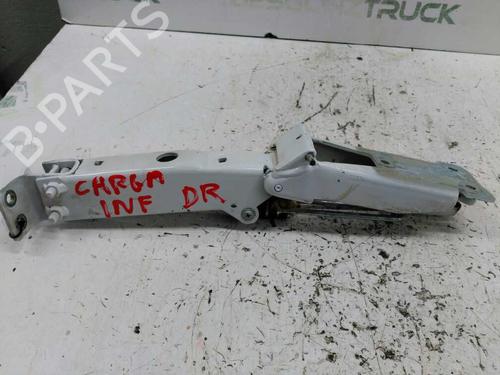 TRUCK
B-PARTS
CARGA
INF DR